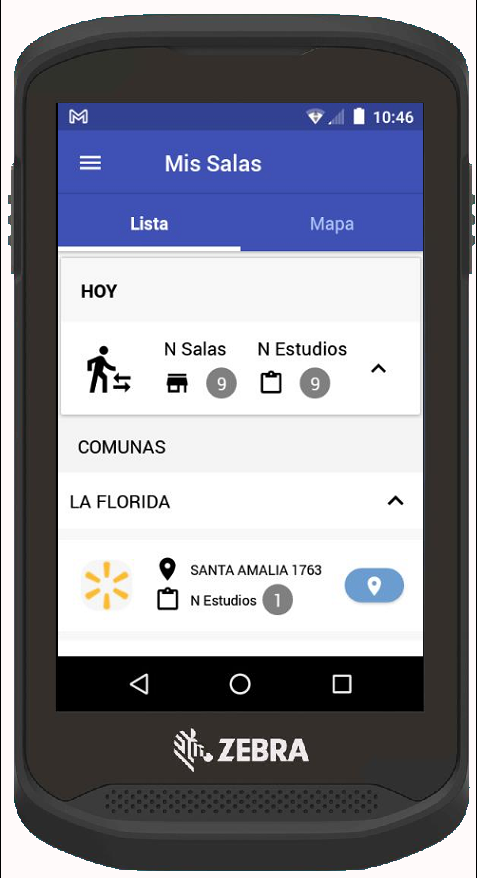 10:46
Mis Salas
Lista Mapa
HOY
N Salas N Estudios
9 9
COMUNAS
LA FLORIDA
SANTA AMALIA 1763
N Estudios 1
ZEBRA